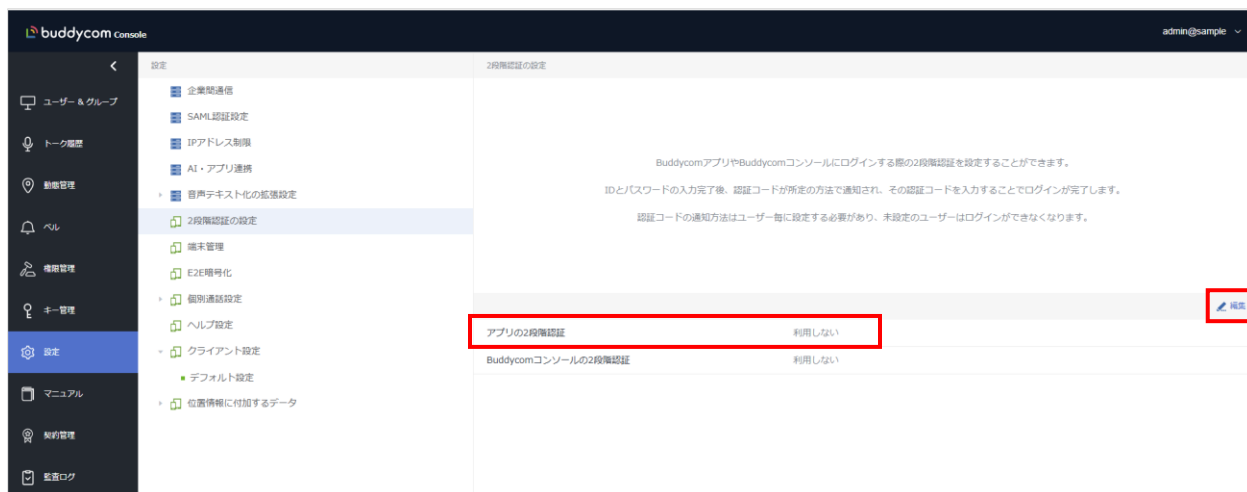 buddycom Console
admin@sample
ユーザー & グループ
トーク履歴
動態管理
ベル
権限管理
キー管理
設定
マニュアル
契約管理
監査ログ
設定
企業間通信
SAML認証設定
IPアドレス制限
AI・アプリ連携
音声テキスト化の拡張設定
2段階認証の設定
端末管理
E2E暗号化
個別通話設定
ヘルプ設定
クライアント設定
デフォルト設定
位置情報に付加するデータ
2段階認証の設定
BuddycomアプリやBuddycomコンソールにログインする際の2段階認証を設定することができます。
IDとパスワードの入力完了後、認証コードが所定の方法で通知され、その認証コードを入力することでログインが完了します。
認証コードの通知方法はユーザー毎に設定する必要があり、未設定のユーザーはログインができなくなります。
編集
アプリの2段階認証 利用しない
Buddycomコンソールの2段階認証 利用しない